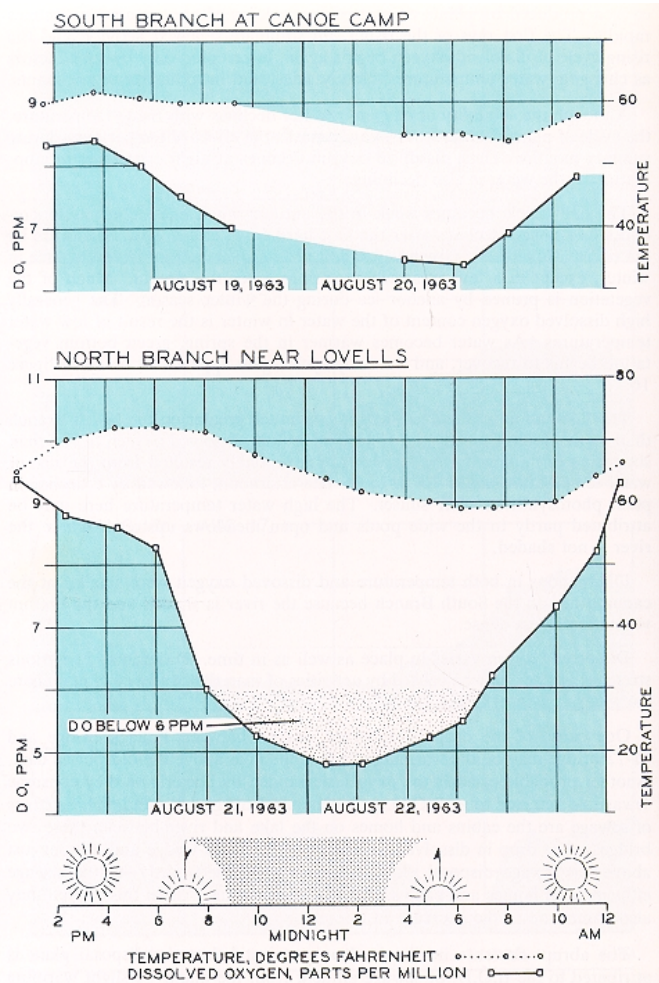 SOUTH BRANCH AT CANOE CAMP
9
60
7
40
DO, PPM
TEMPERATURE
AUGUST 19, 1963 AUGUST 20, 1963
NORTH BRANCH NEAR LOVELLS
11
80
9
60
7
40
DO BELOW 6 PPM
5
20
DO, PPM
TEMPERATURE
AUGUST 21, 1963 AUGUST 22, 1963
2 4 6 8 10 12 2 4 6 8 10 12
PM MIDNIGHT AM
TEMPERATURE, DEGREES FAHRENHEIT
DISSOLVED OXYGEN, PARTS PER MILLION